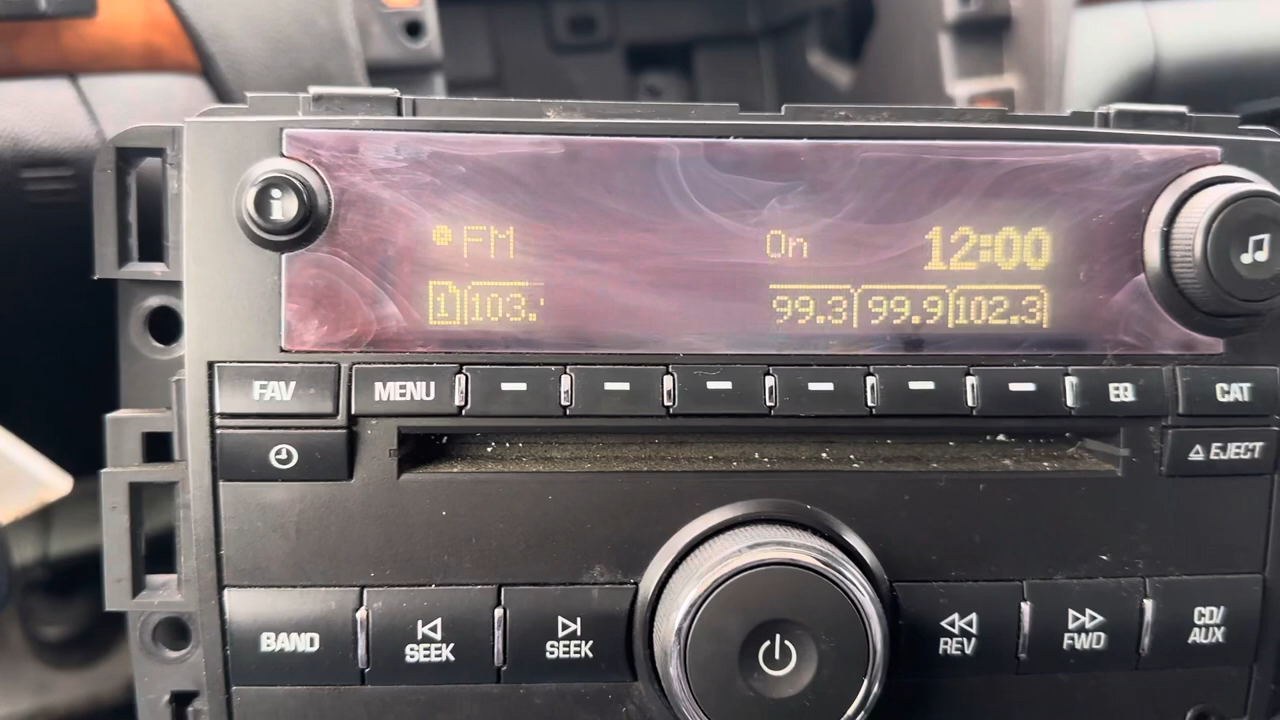 i
FM On 12:00
1 103. 99.3 99.9 102.3
FAV MENU EQ CAT
EJECT
BAND SEEK SEEK REV FWD CD/
AUX